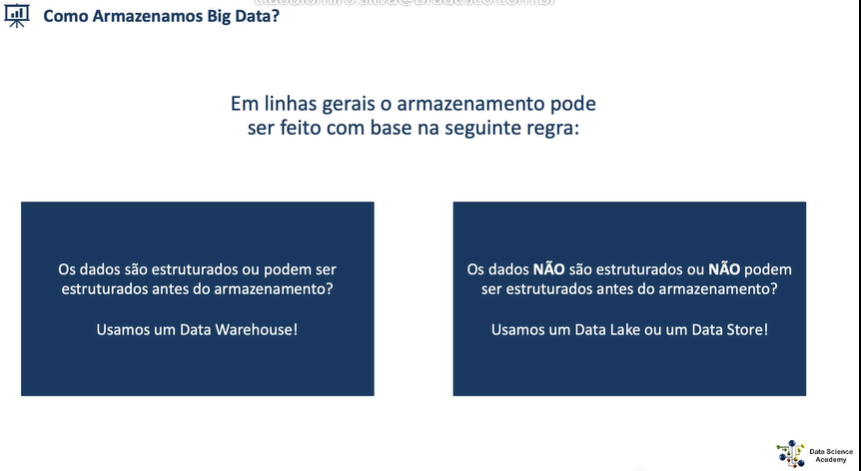 Como Armazenamos Big Data?
Em linhas gerais o armazenamento pode
ser feito com base na seguinte regra:
Os dados são estruturados ou podem ser
estruturados antes do armazenamento?
Usamos um Data Warehouse!
Os dados NÃO são estruturados ou NÃO podem
ser estruturados antes do armazenamento?
Usamos um Data Lake ou um Data Store!
Data Science
Academy